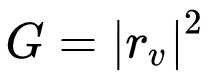 G = |r_v|^2